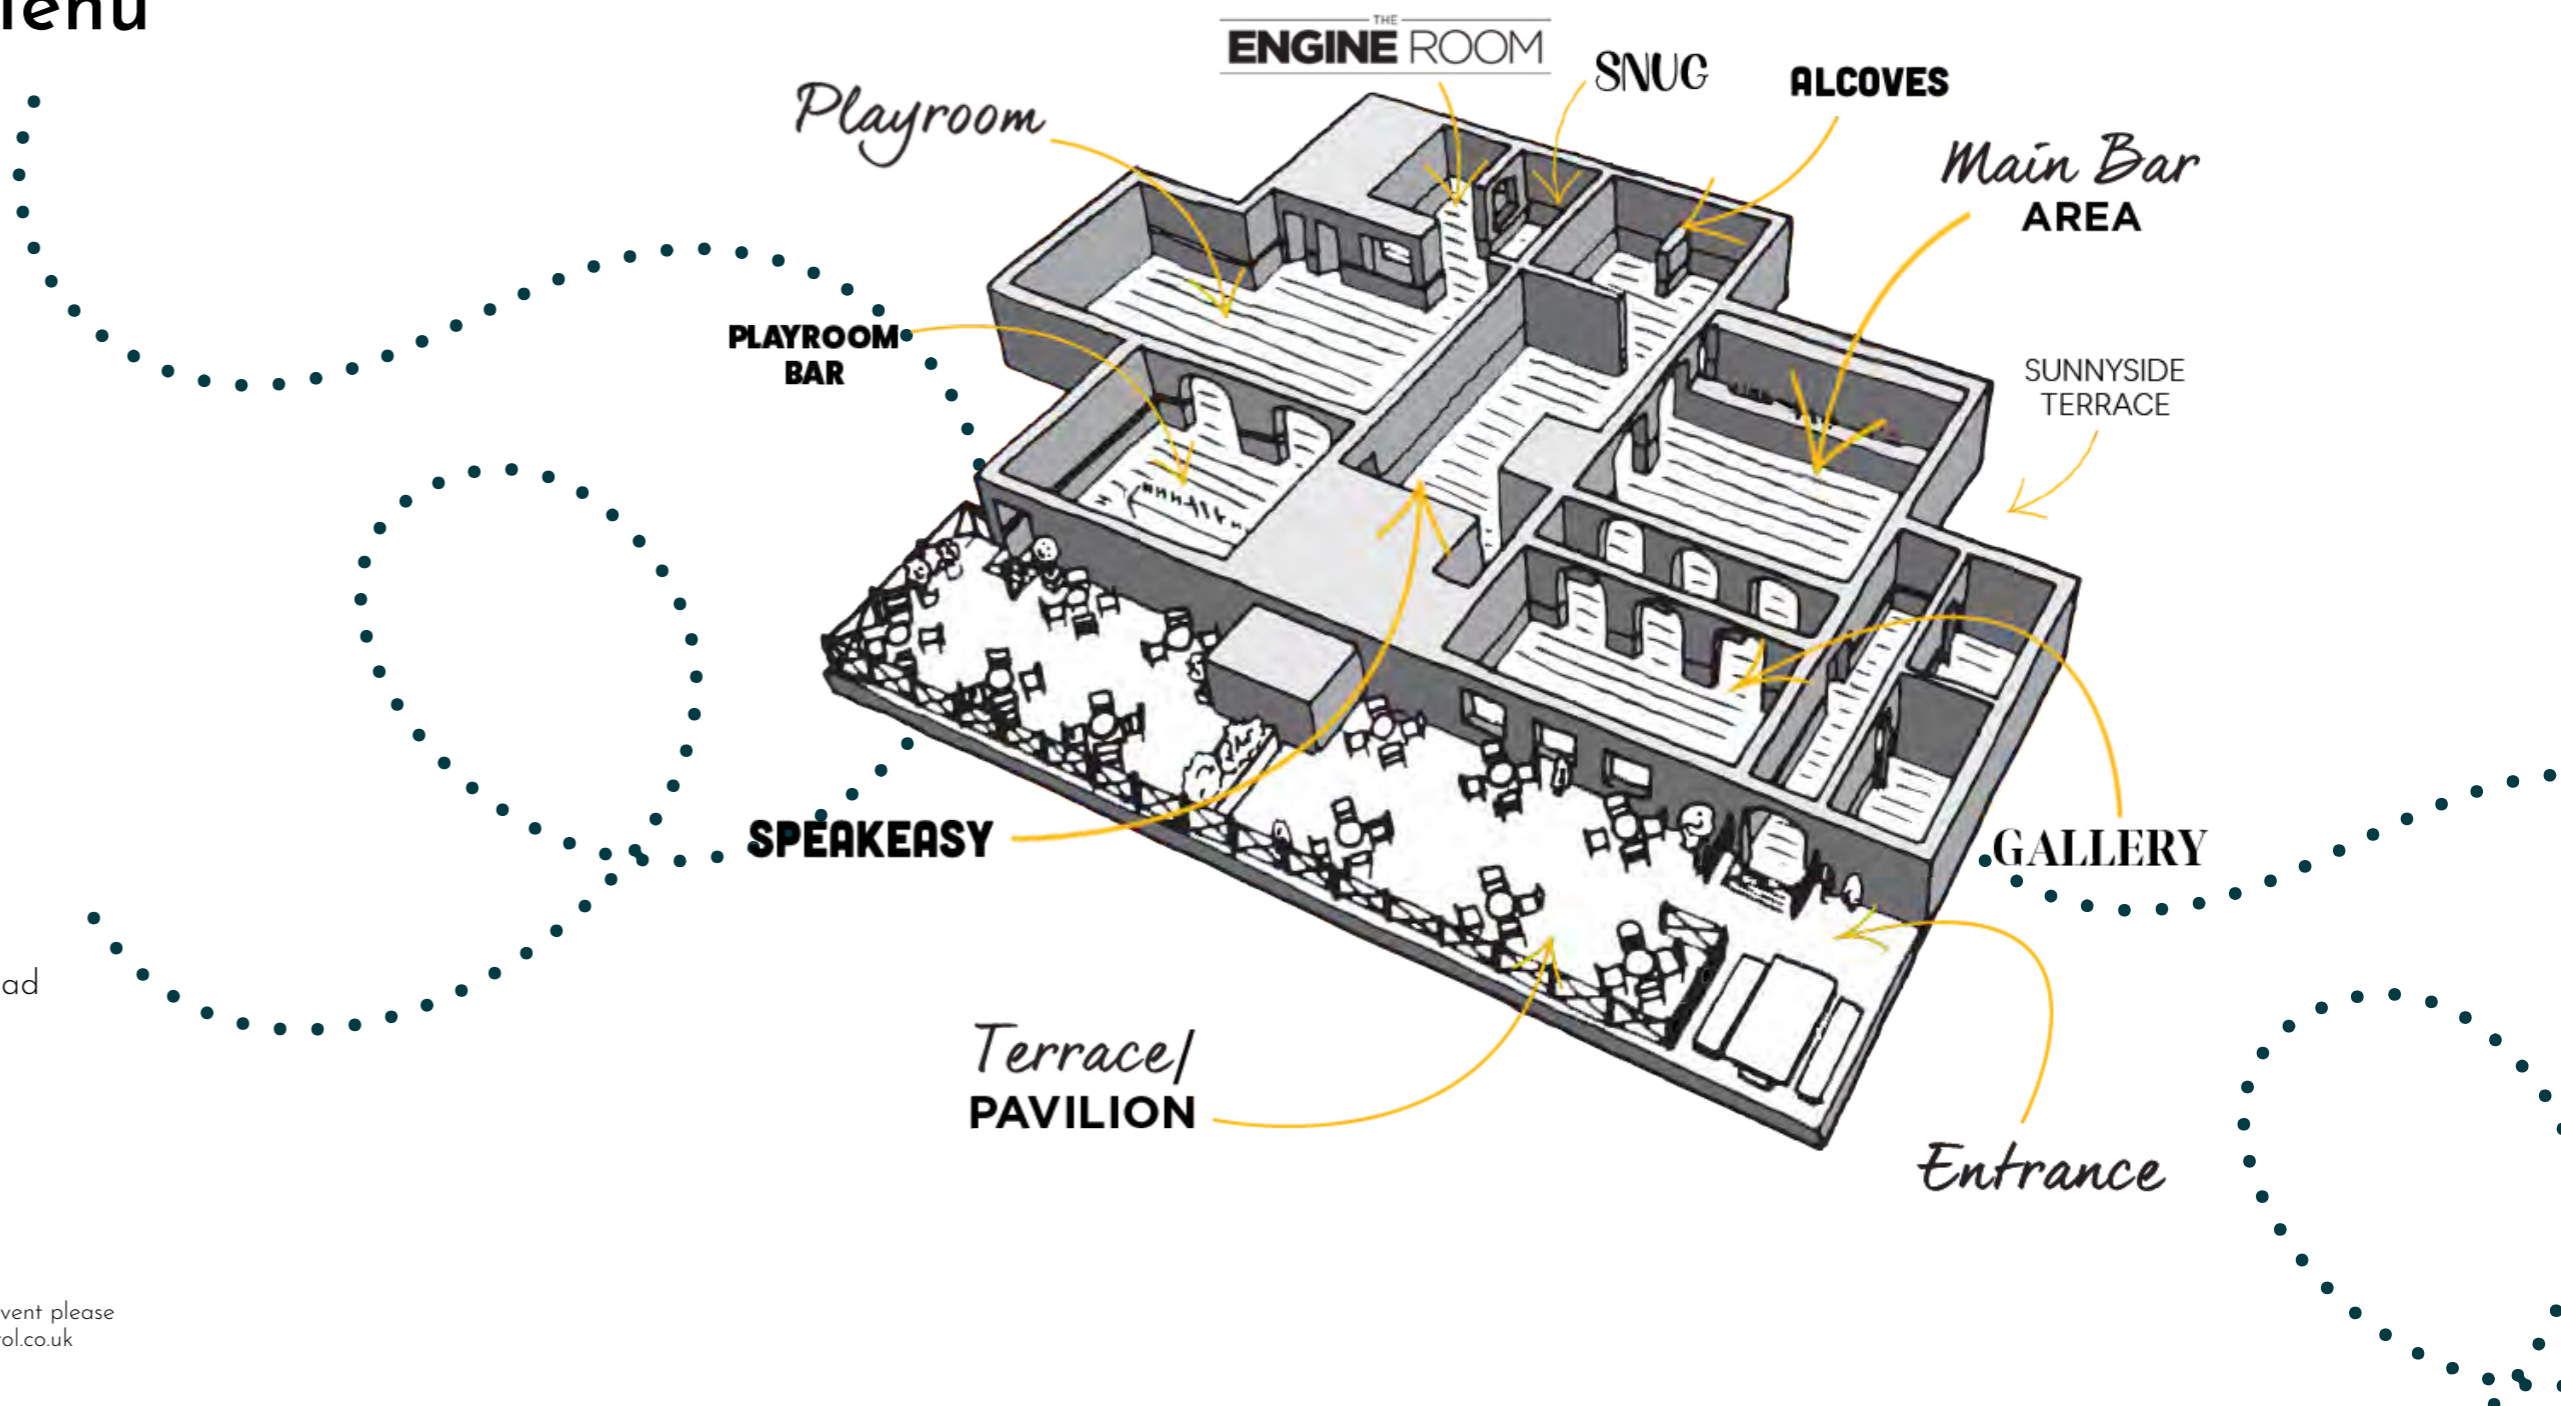 THE
ENGINE ROOM
SNUG
ALCOVES
Playroom
Main Bar
AREA
PLAYROOM
BAR
SUNNYSIDE
TERRACE
SPEAKEASY
GALLERY
ad
Terrace/
PAVILION
Entrance
vent please
ol.co.uk